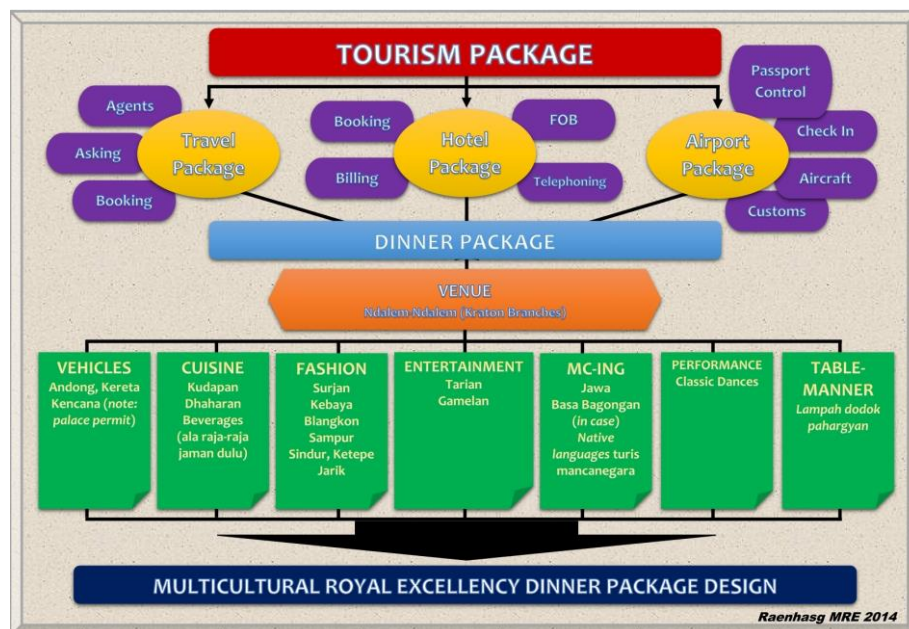 TOURISM PACKAGE
Agents
Asking
Booking
Travel
Package
Booking
Billing
Hotel
Package
FOB
Telephoning
Airport
Package
Passport
Control
Check In
Aircraft
Customs
DINNER PACKAGE
VENUE
Ndalem-Ndalem (Kraton Branches)
VEHICLES
Andong, Kereta
Kencana (note:
palace permit)
CUISINE
Kudapan
Dhaharan
Beverages
(ala raja-raja
jaman dulu)
FASHION
Surjan
Kebaya
Blangkon
Sampur
Sindur, Ketepe
Jarik
ENTERTAINMENT
Tarian
Gamelan
MC-ING
Jawa
Basa Bagongan
(in case)
Native
languages turis
mancanegara
PERFORMANCE
Classic Dances
TABLE-
MANNER
Lampah dodok
pahargyan
MULTICULTURAL ROYAL EXCELLENCY DINNER PACKAGE DESIGN
Raenhasg MRE 2014